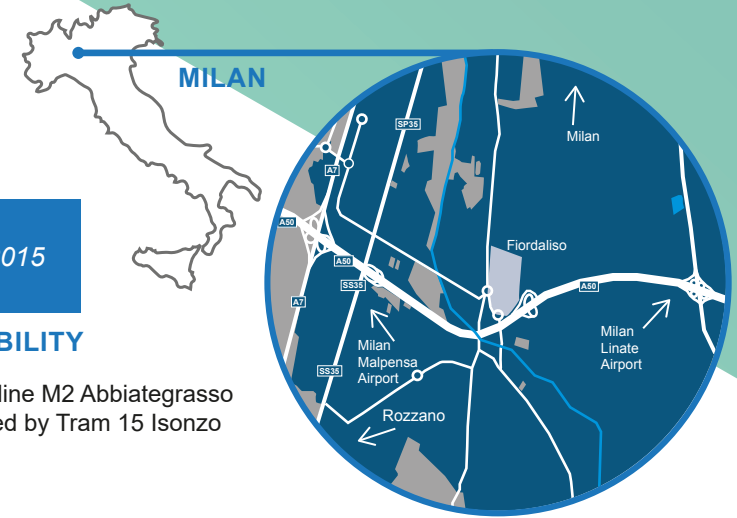 MILAN
SP35
Milan
A7
A50
Fiordaliso
015
A50
SS35
A50
A7
BILITY
Milan
Malpensa
Airport
Milan
Linate
Airport
SS35
line M2 Abbiategrasso
ed by Tram 15 Isonzo
Rozzano